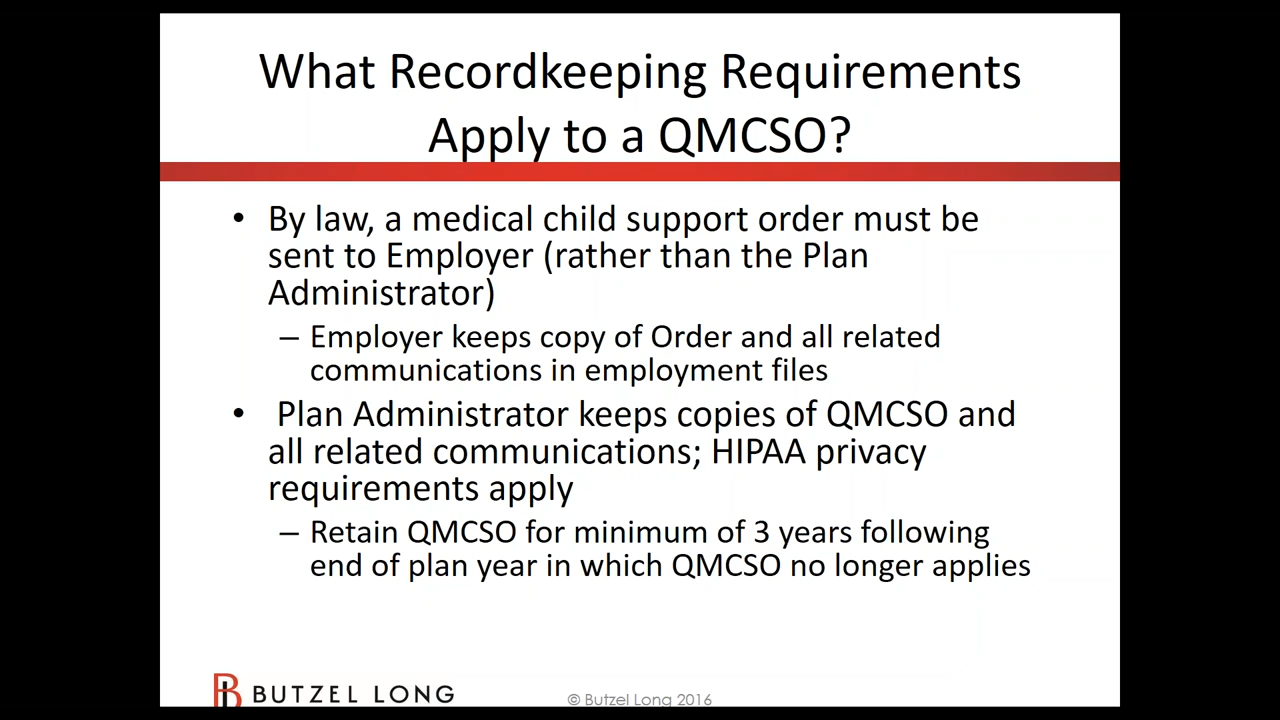 What Recordkeeping Requirements
Apply to a QMCSO?
• By law, a medical child support order must be
sent to Employer (rather than the Plan
Administrator)
– Employer keeps copy of Order and all related
communications in employment files
• Plan Administrator keeps copies of QMCSO and
all related communications; HIPAA privacy
requirements apply
– Retain QMCSO for minimum of 3 years following
end of plan year in which QMCSO no longer applies
BUTZEL LONG
© Butzel Long 2016